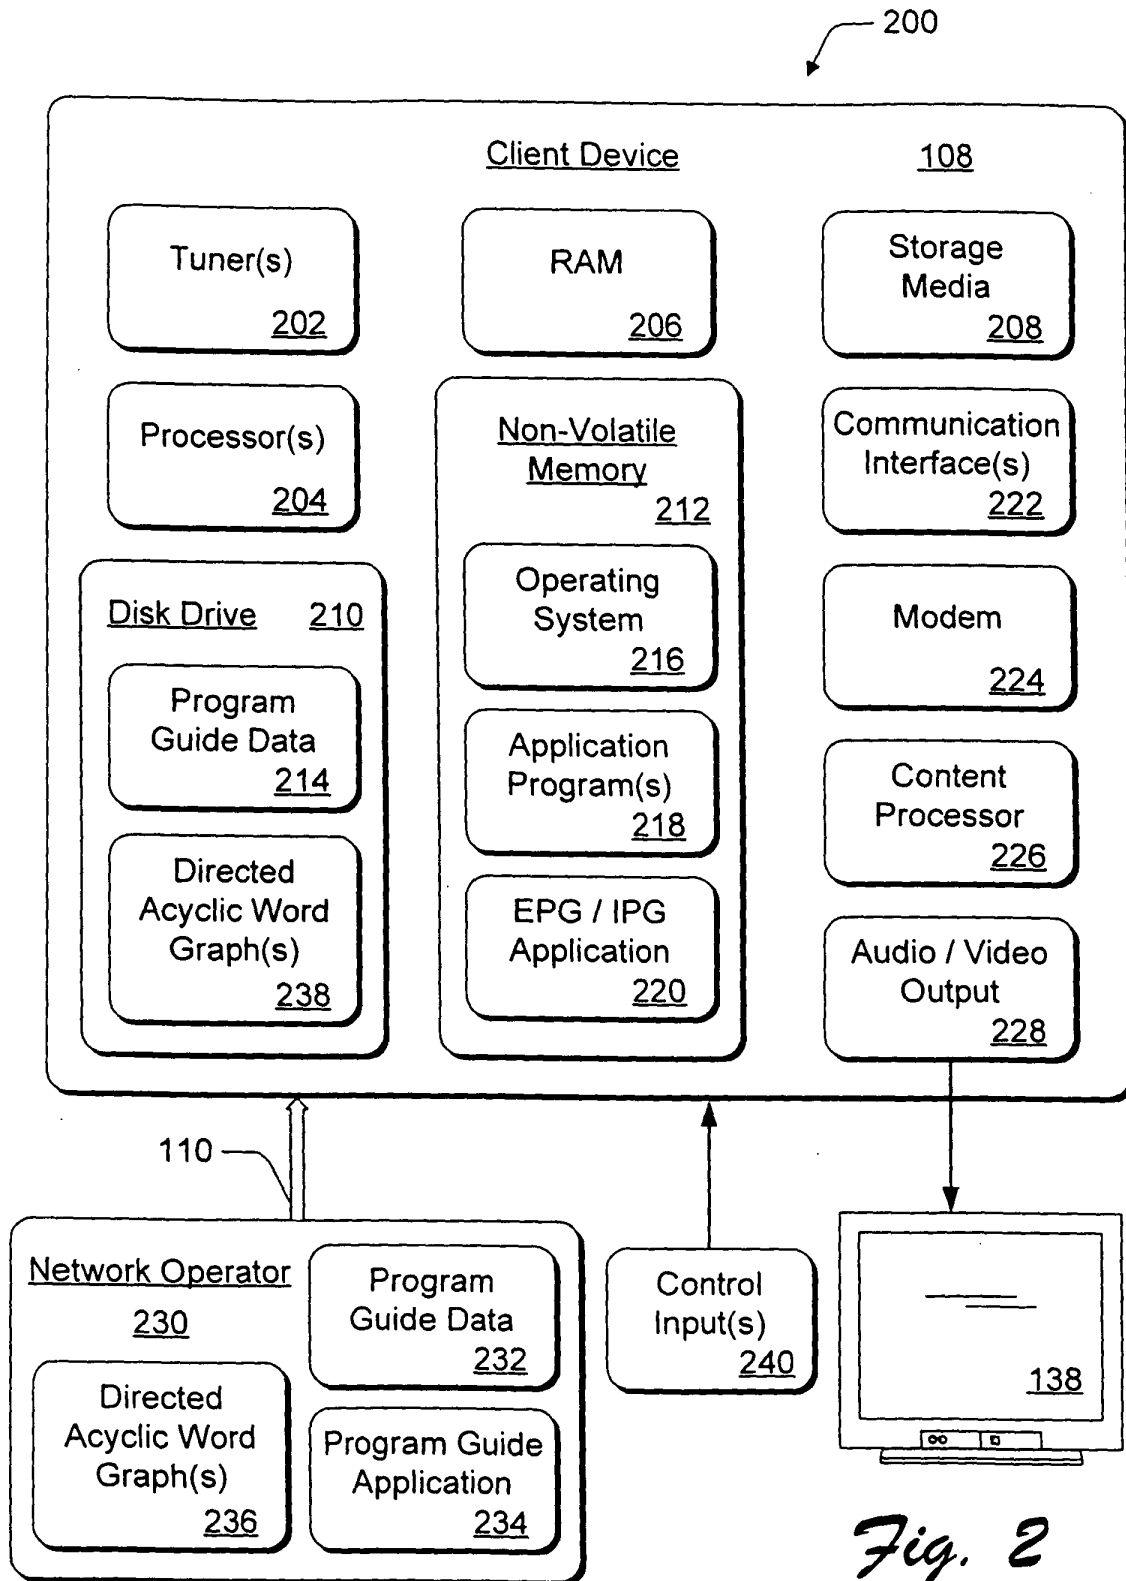 200
Client Device 108
Tuner(s)
202
RAM
206
Storage
Media
208
Processor(s)
204
Non-Volatile
Memory
212
Communication
Interface(s)
222
Disk Drive 210
Program
Guide Data
214
Directed
Acyclic Word
Graph(s)
238
Operating
System
216
Application
Program(s)
218
EPG / IPG
Application
220
Modem
224
Content
Processor
226
Audio / Video
Output
228
110
Network Operator
230
Program
Guide Data
232
Directed
Acyclic Word
Graph(s)
236
Program Guide
Application
234
Control
Input(s)
240
138
Fig. 2